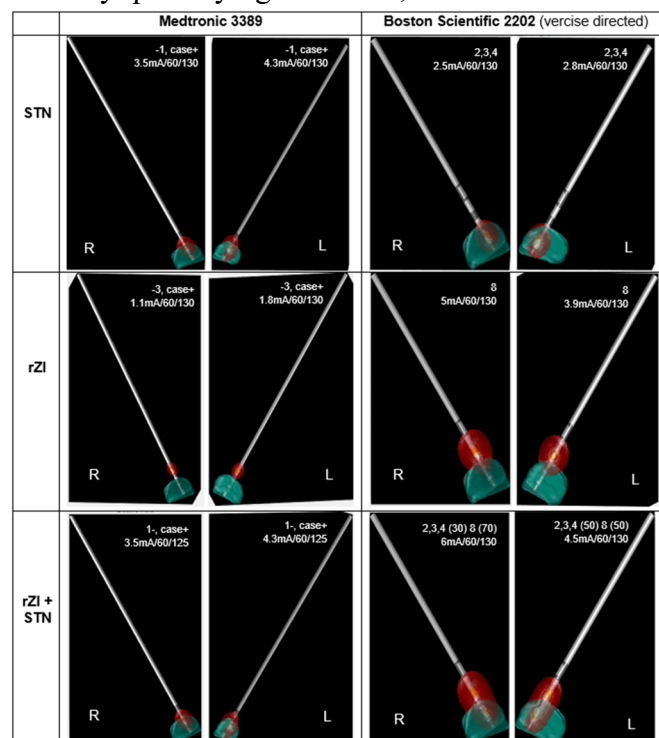 Medtronic 3389
Boston Scientific 2202 (vercise directed)
STN
-1, case+
3.5mA/60/130
R
-1, case+
4.3mA/60/130
L
2,3,4
2.5mA/60/130
R
2,3,4
2.8mA/60/130
L
rZI
-3, case+
1.1mA/60/130
R
-3, case+
1.8mA/60/130
L
8
5mA/60/130
R
8
3.9mA/60/130
L
rZI +
STN
1-, case+
3.5mA/60/125
R
1-, case+
4.3mA/60/125
L
2,3,4 (30) 8 (70)
6mA/60/130
R
2,3,4 (50) 8 (50)
4.5mA/60/130
L